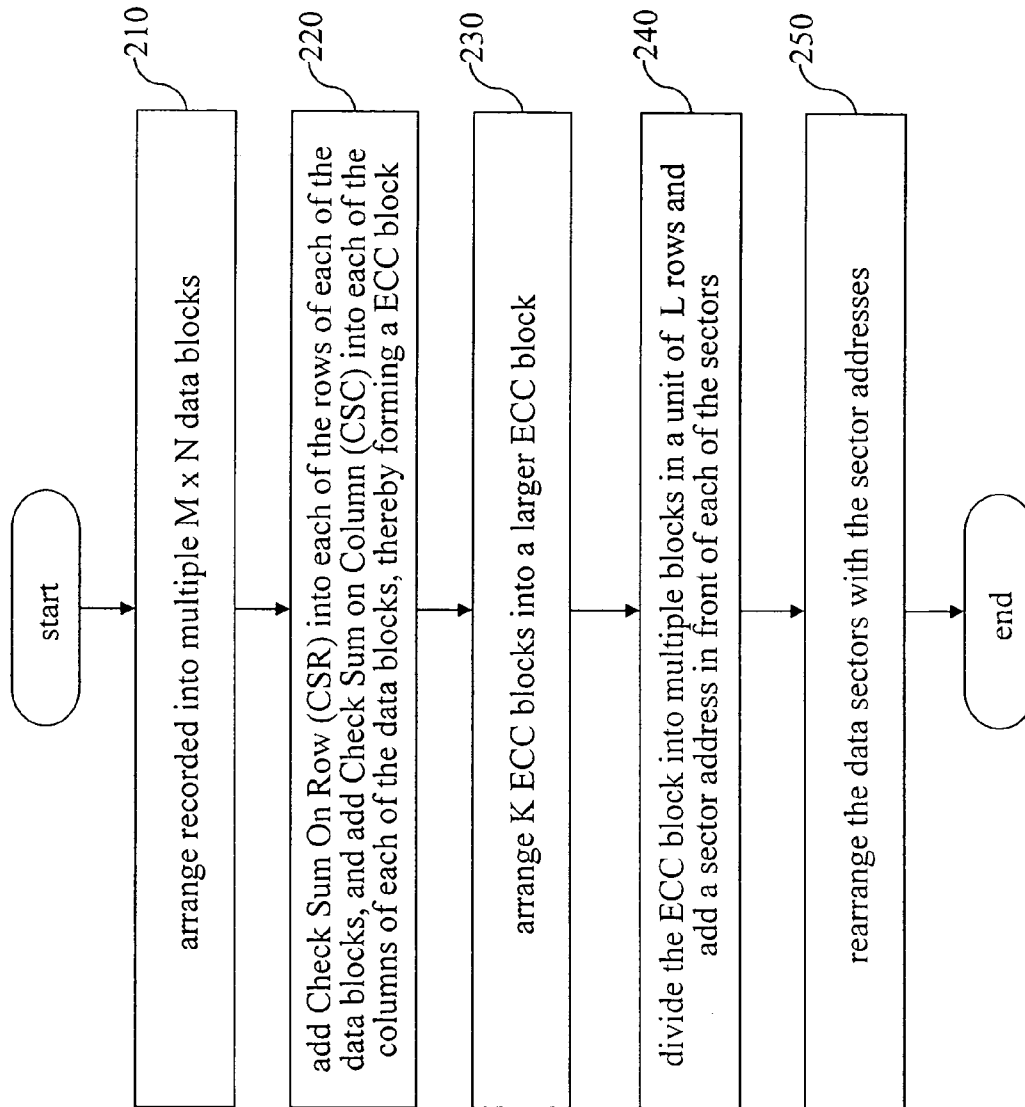 start
210
arrange recorded into multiple M x N data blocks
220
add Check Sum On Row (CSR) into each of the rows of each of the
data blocks, and add Check Sum on Column (CSC) into each of the
columns of each of the data blocks, thereby forming a ECC block
230
arrange K ECC blocks into a larger ECC block
240
divide the ECC block into multiple blocks in a unit of L rows and
add a sector address in front of each of the sectors
250
rearrange the data sectors with the sector addresses
end